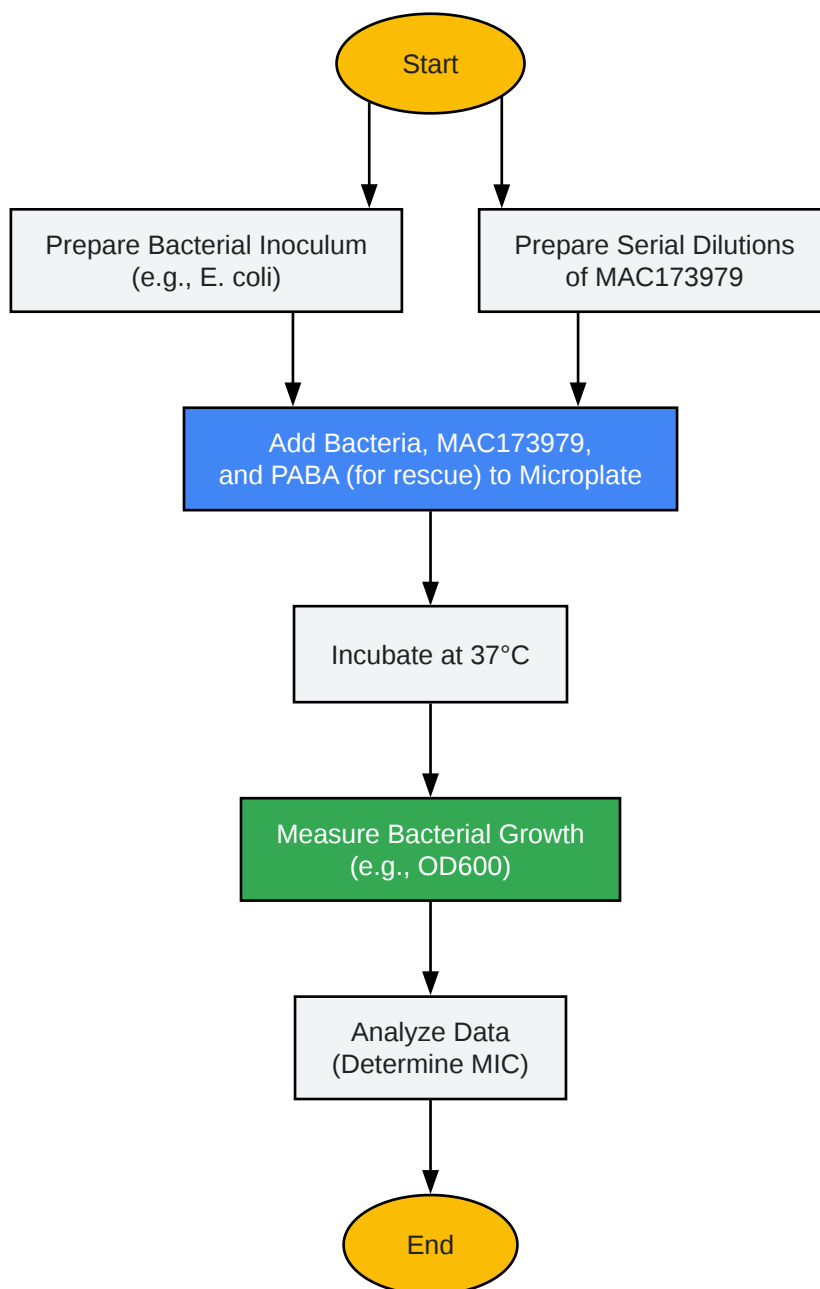 Start
Prepare Bacterial Inoculum
(e.g., E. coli)
Prepare Serial Dilutions
of MAC173979
Add Bacteria, MAC173979,
and PABA (for rescue) to Microplate
Incubate at 37°C
Measure Bacterial Growth
(e.g., OD600)
Analyze Data
(Determine MIC)
End